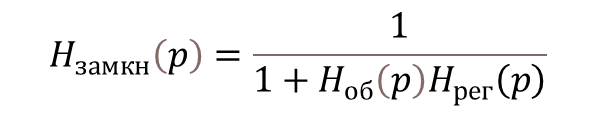 H_замкн(p) = 1 / (1 + H_об(p)H_рег(p))